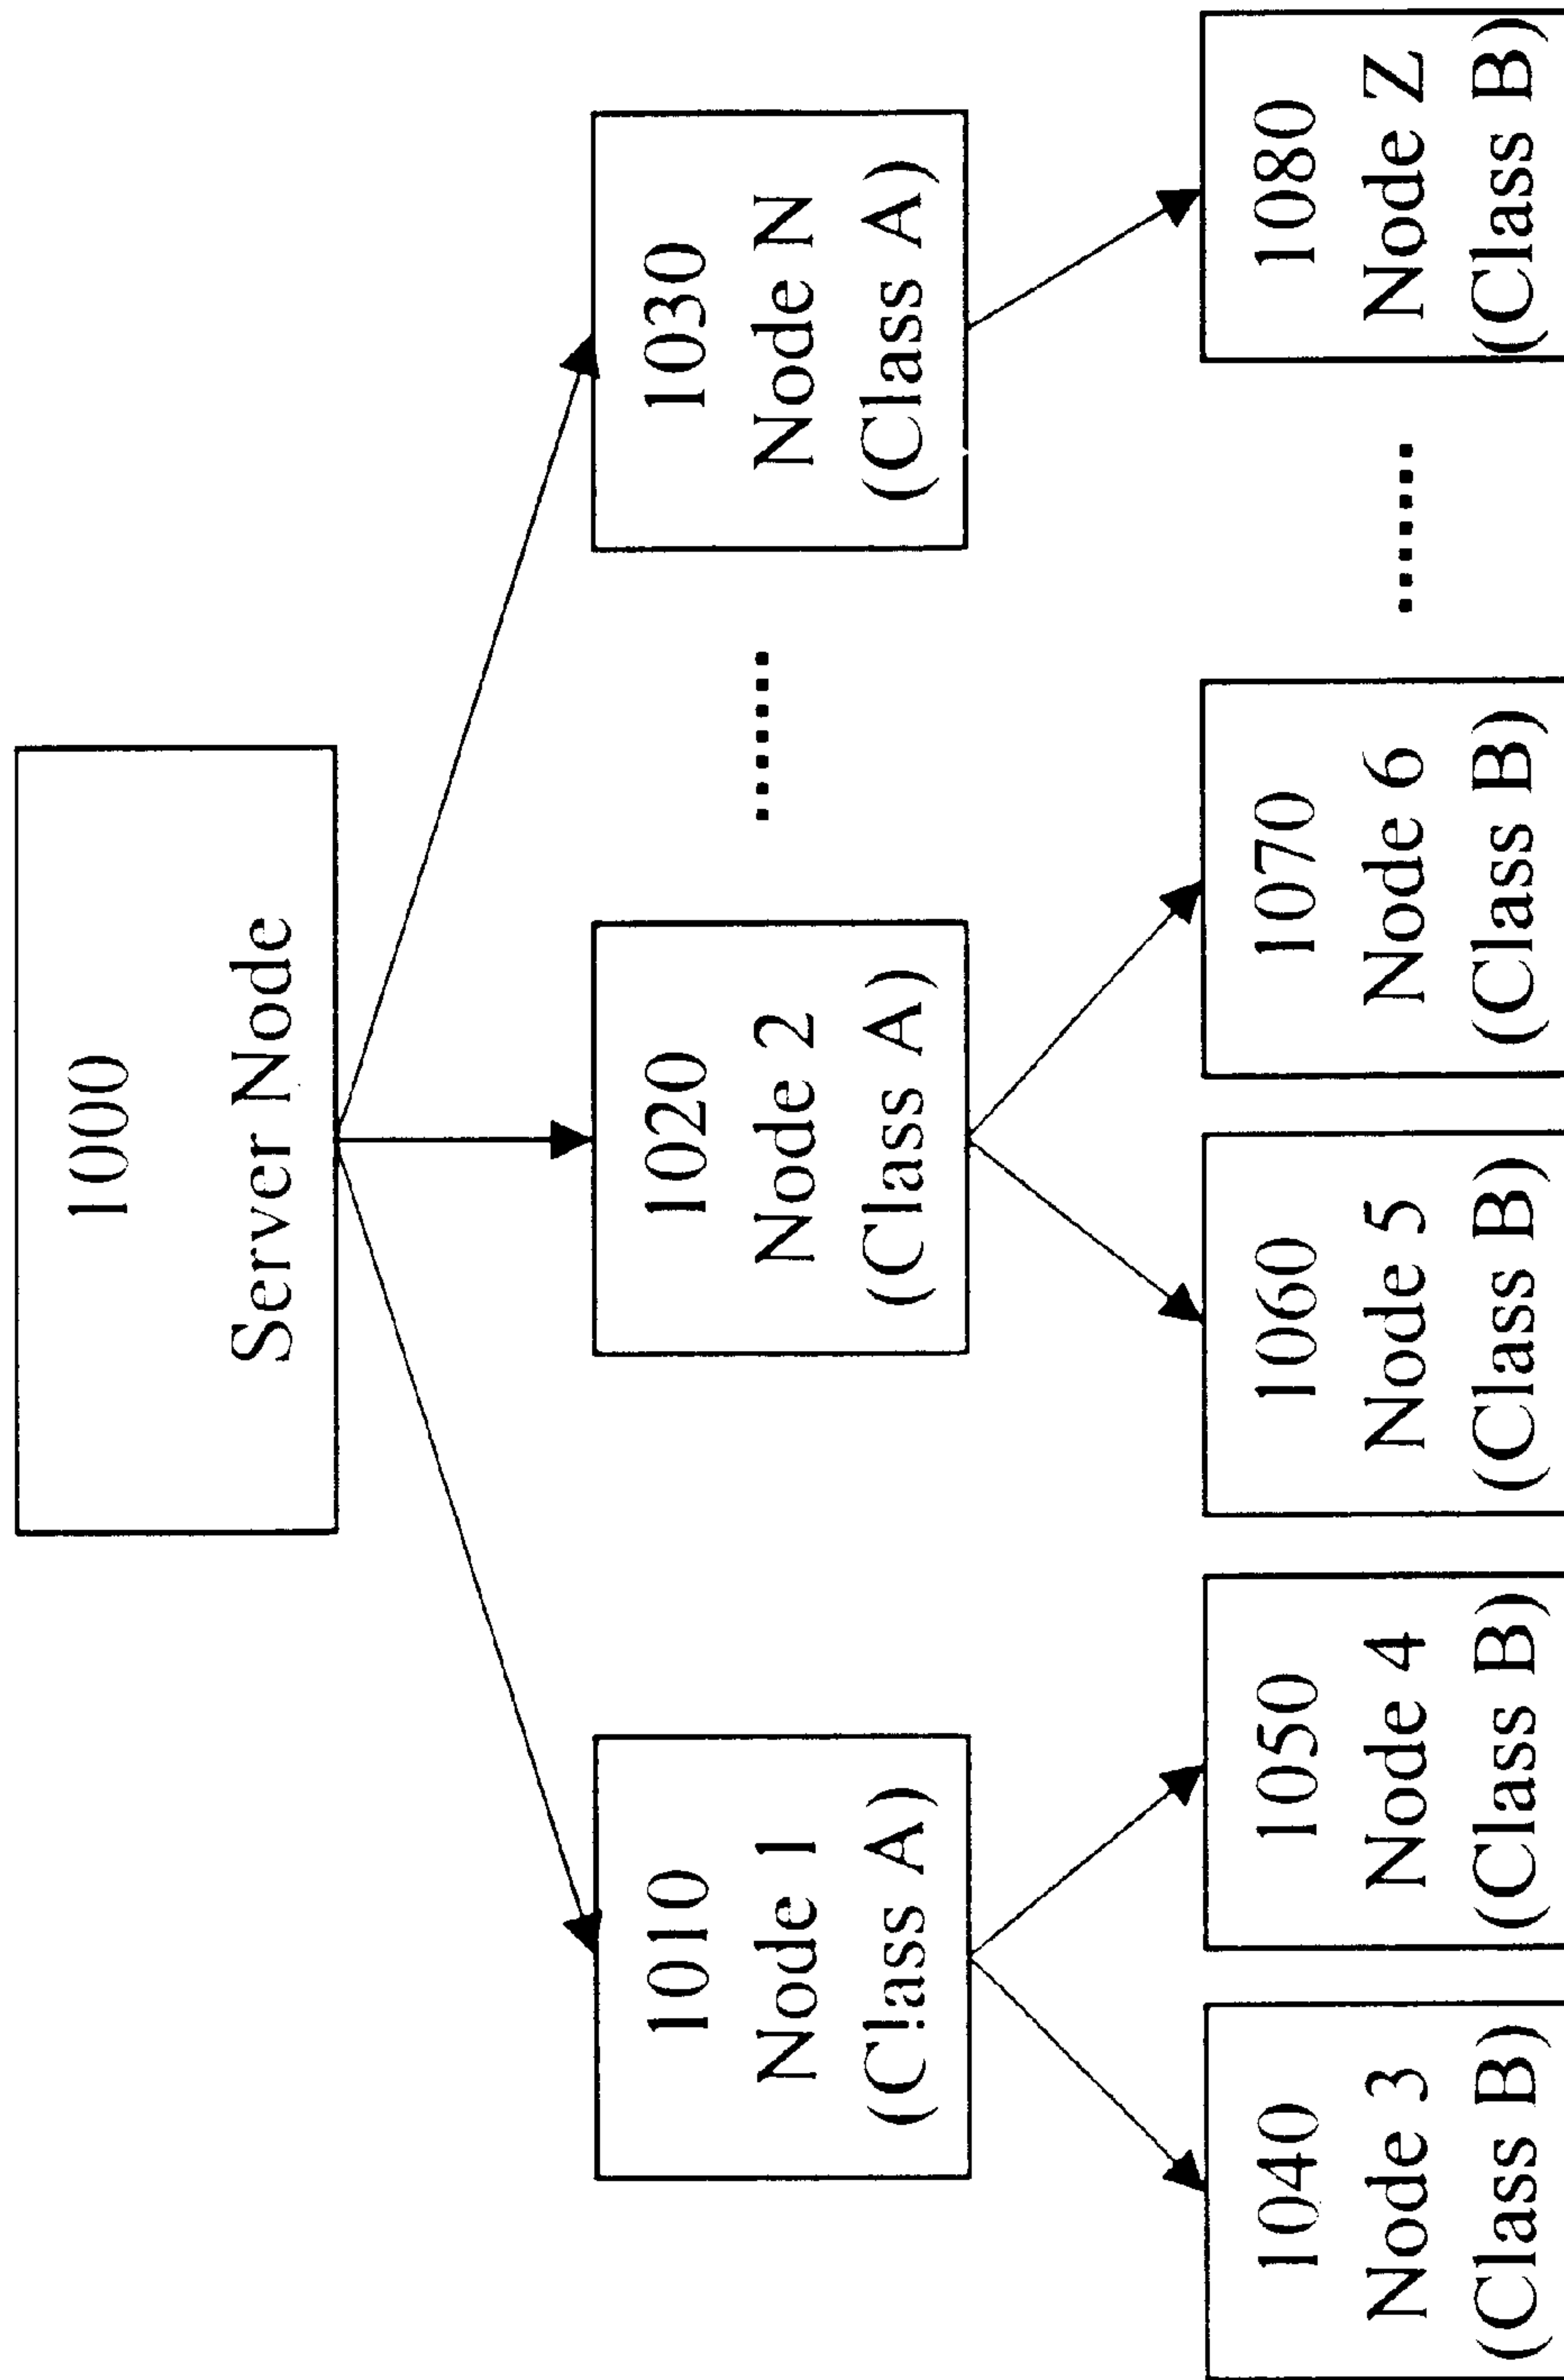 1000
Server Node
1010
Node 1
(Class A)
1020
Node 2
(Class A)
......
1030
Node N
(Class A)
1040
Node 3
(Class B)
1050
Node 4
(Class B)
1060
Node 5
(Class B)
1070
Node 6
(Class B)
......
1080
Node Z
(Class B)